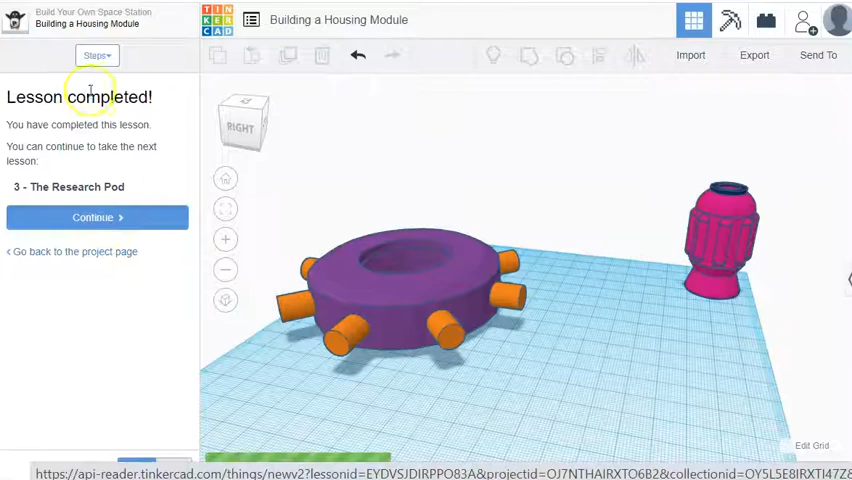 Build Your Own Space Station
Building a Housing Module
TIN
KER
CAD
Building a Housing Module
Steps
Import
Export
Send To
Lesson completed!
You have completed this lesson.
You can continue to take the next
lesson:
3 - The Research Pod
Continue
Go back to the project page
RIGHT
Edit Grid
https://api-reader.tinkercad.com/things/newv2?lessonid=EYDVSJDIRPPO83A&projectid=OJ7NTHAIRXTO6B2&collectionid=OY5L5E8IRXTI47Z8